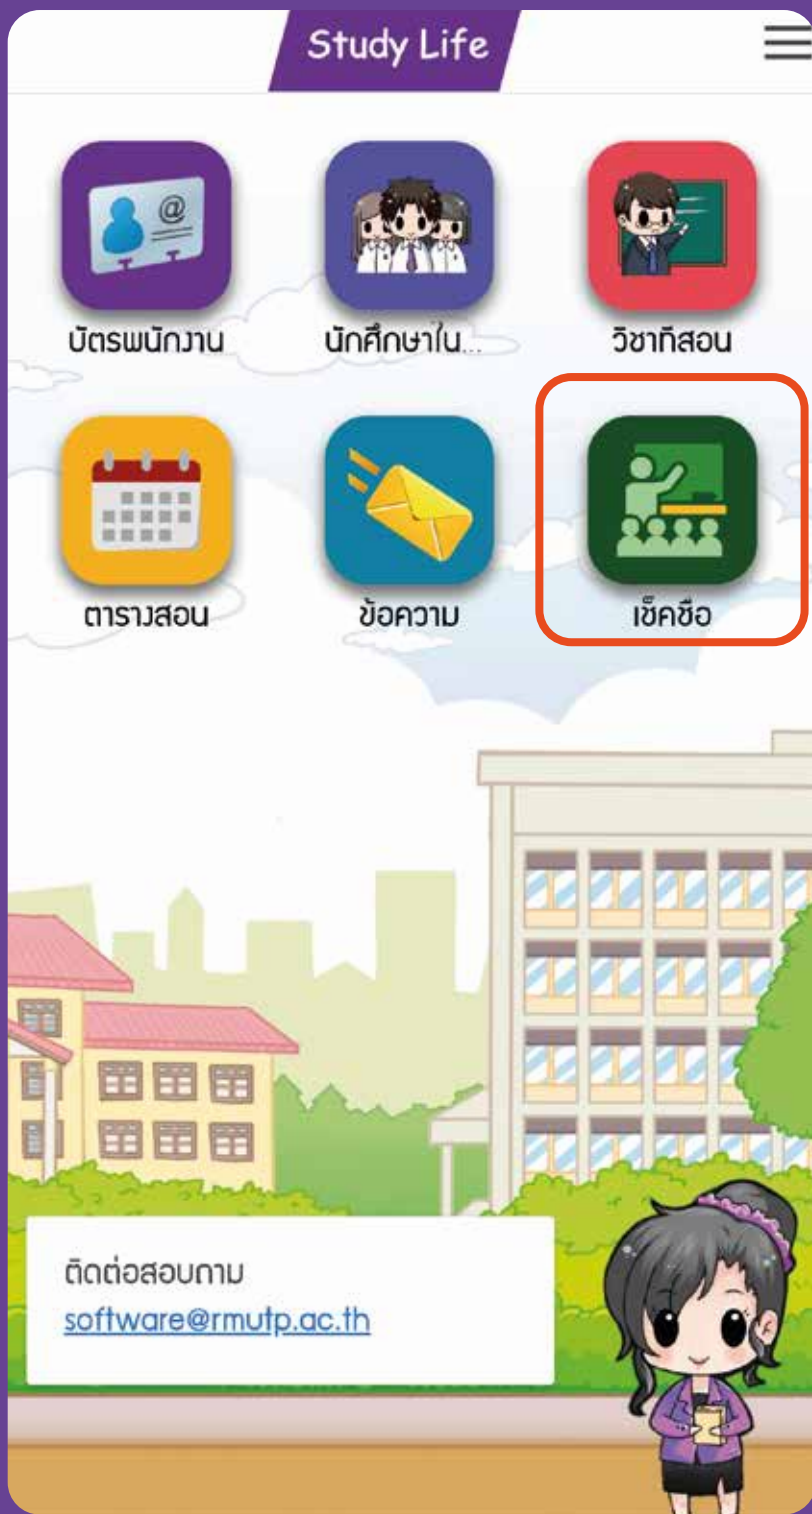 Study Life
บัตรพนักงาน
นักศึกษาใน...
วิชาที่สอน
ตารางสอน
ข้อความ
เช็คชื่อ
ติดต่อสอบถาม
software@rmutp.ac.th